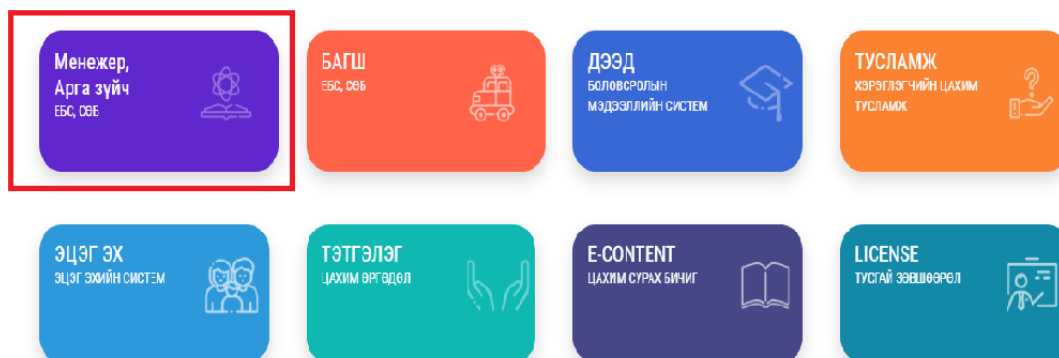 Менежер,
Арга зүйч
ЕБС, СӨБ
БАГШ
ЕБС, СӨБ
ДЭЭД
БОЛОВСРОЛЫН
МЭДЭЭЛЛИЙН СИСТЕМ
ТУСЛАМЖ
ХЭРЭГЛЭГЧИЙН ЦАХИМ
ТУСЛАМЖ
ЭЦЭГ ЭХ
ЭЦЭГ ЭХИЙН СИСТЕМ
ТЭТГЭЛЭГ
ЦАХИМ ӨРГӨДӨЛ
E-CONTENT
ЦАХИМ СУРАХ БИЧИГ
LICENSE
ТУСГАЙ ЗӨВШӨӨРӨЛ